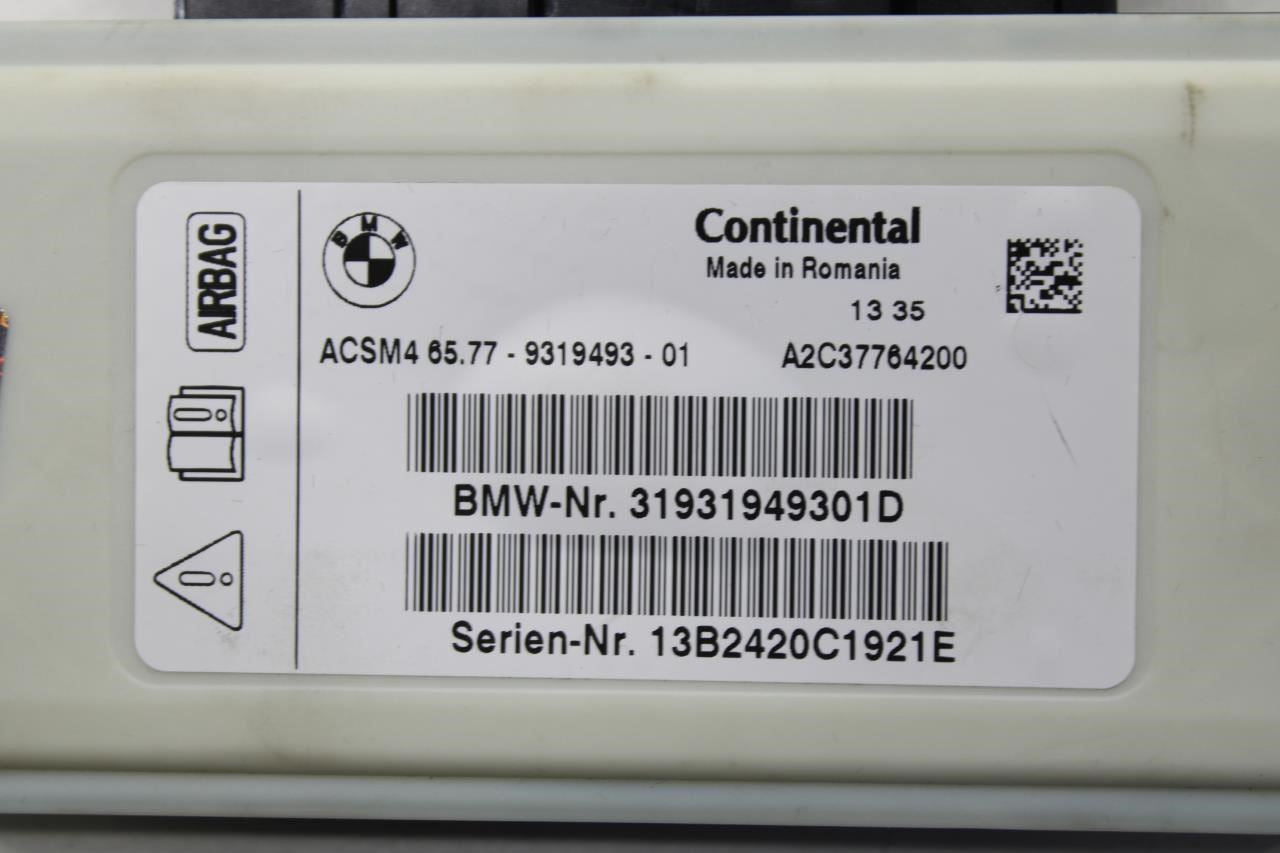 AIRBAG
BMW
Continental
Made in Romania
13 35
ACSM4 65.77 - 9319493 - 01 A2C37764200
BMW-Nr. 31931949301D
Serien-Nr. 13B2420C1921E